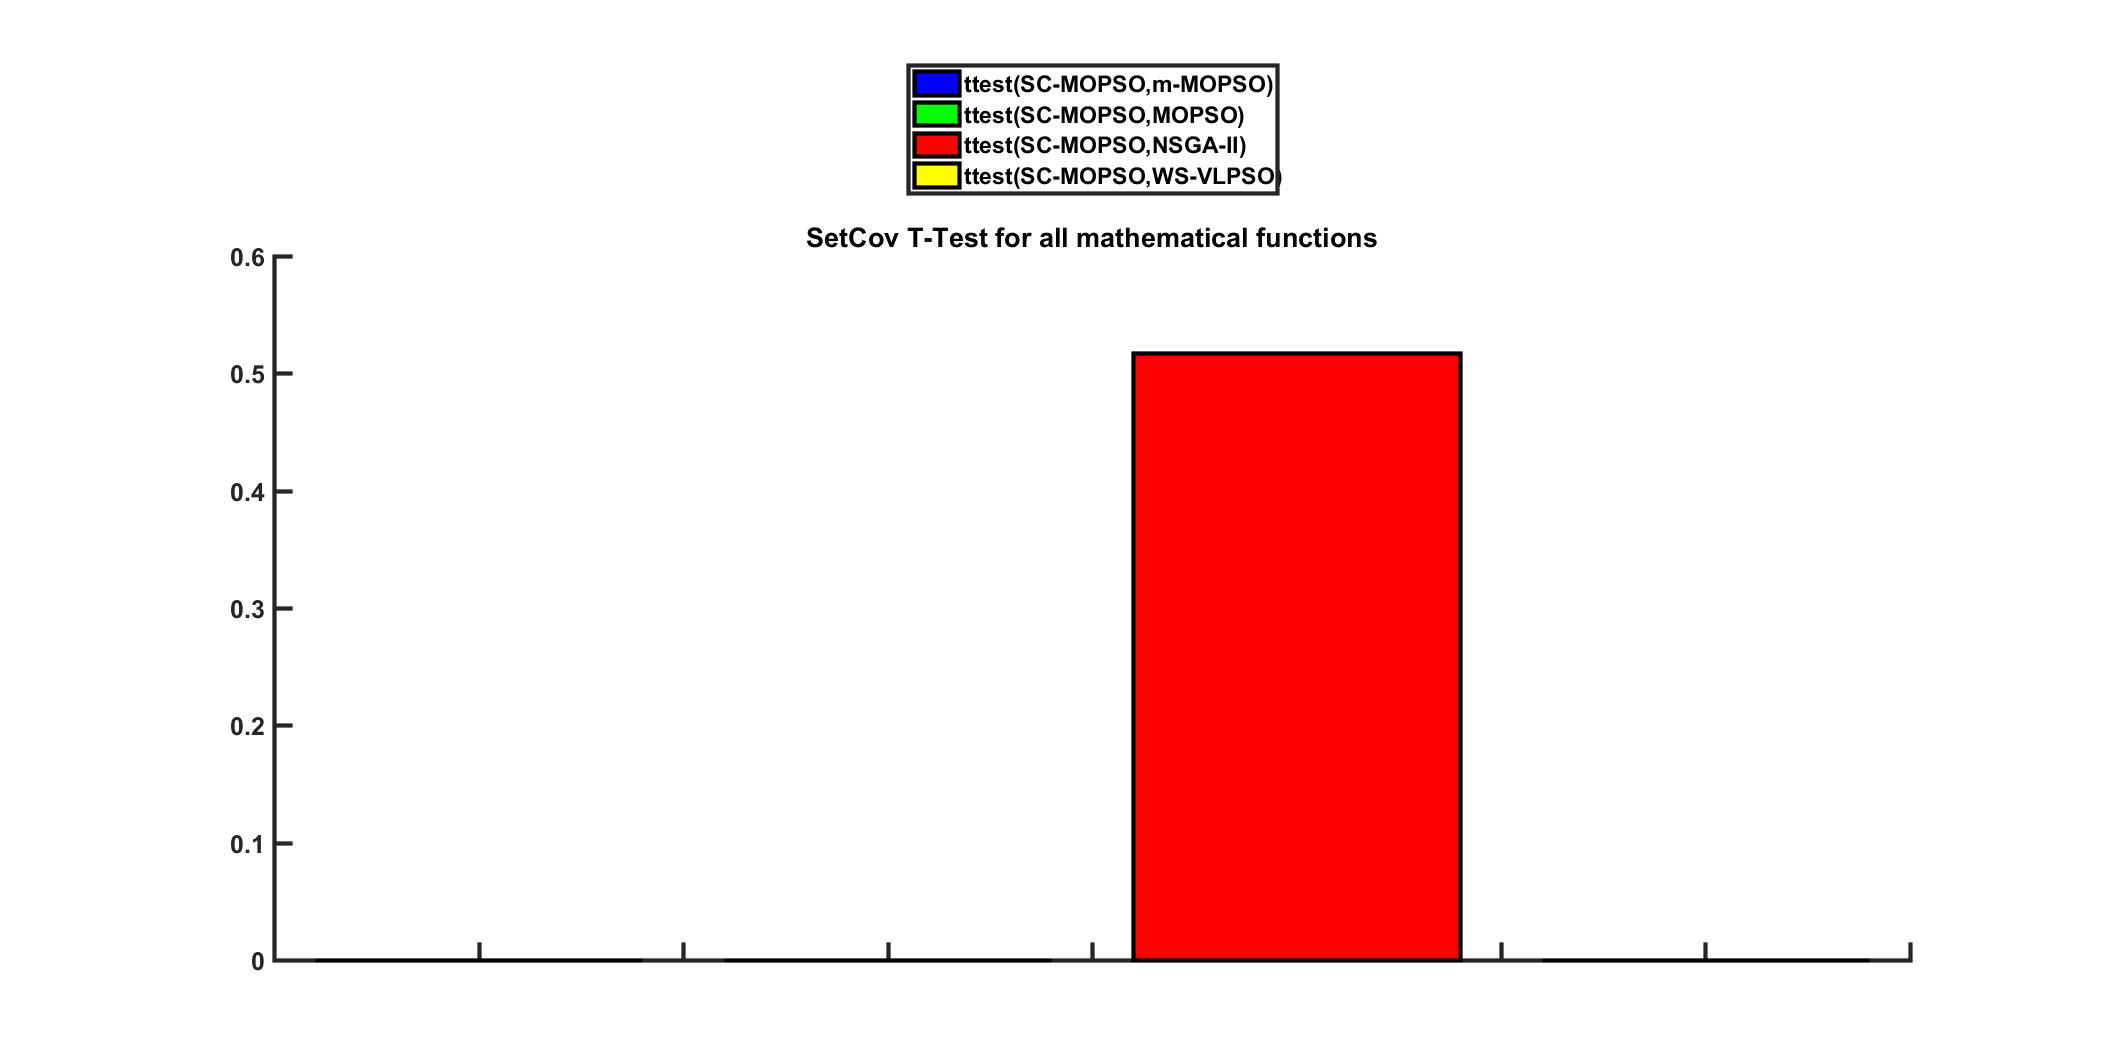 ttest(SC-MOPSO,m-MOPSO)
ttest(SC-MOPSO,MOPSO)
ttest(SC-MOPSO,NSGA-II)
ttest(SC-MOPSO,WS-VLPSO)
SetCov T-Test for all mathematical functions
0.6
0.5
0.4
0.3
0.2
0.1
0